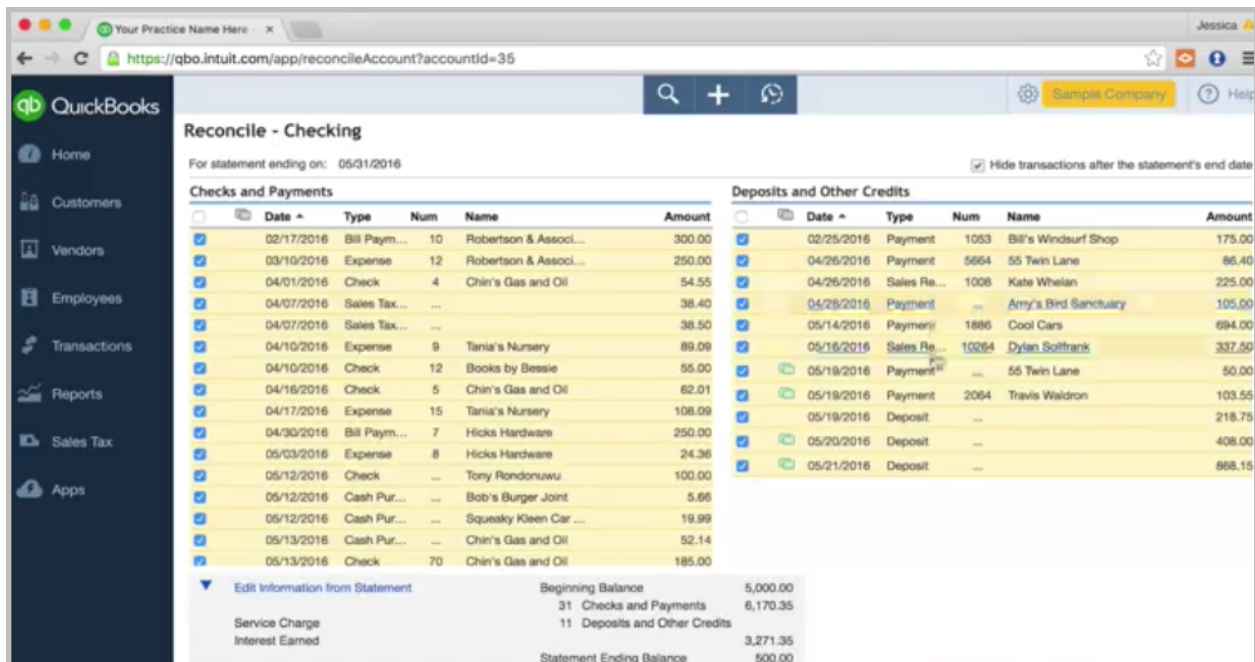 Your Practice Name Here - ×
Jessica
https://qbo.intuit.com/app/reconcileAccount?accountId=35
qb QuickBooks
Sample Company
? Help
Home
Customers
Vendors
Employees
Transactions
Reports
Sales Tax
Apps
Reconcile - Checking
For statement ending on: 05/31/2016
Hide transactions after the statement's end date
Checks and Payments
Date Type Num Name Amount
02/17/2016 Bill Paym... 10 Robertson & Associ... 300.00
03/10/2016 Expense 12 Robertson & Associ... 250.00
04/01/2016 Check 4 Chin's Gas and Oil 54.55
04/07/2016 Sales Tax... ... 38.40
04/07/2016 Sales Tax... ... 38.50
04/10/2016 Expense 9 Tania's Nursery 89.09
04/10/2016 Check 12 Books by Bessie 55.00
04/16/2016 Check 5 Chin's Gas and Oil 62.01
04/17/2016 Expense 15 Tania's Nursery 108.09
04/30/2016 Bill Paym... 7 Hicks Hardware 250.00
05/03/2016 Expense 8 Hicks Hardware 24.36
05/12/2016 Check ... Tony Rondonuwu 100.00
05/12/2016 Cash Pur... ... Bob's Burger Joint 5.66
05/12/2016 Cash Pur... ... Squeaky Kleen Car ... 19.99
05/13/2016 Cash Pur... ... Chin's Gas and Oil 52.14
05/13/2016 Check 70 Chin's Gas and Oil 185.00
Deposits and Other Credits
Date Type Num Name Amount
02/25/2016 Payment 1053 Bill's Windsurf Shop 175.00
04/26/2016 Payment 5664 55 Twin Lane 86.40
04/26/2016 Sales Re... 1008 Kate Whelan 225.00
04/28/2016 Payment ... Amy's Bird Sanctuary 105.00
05/14/2016 Payment 1886 Cool Cars 694.00
05/16/2016 Sales Re... 10264 Dylan Sollfrank 337.50
05/19/2016 Payment ... 55 Twin Lane 50.00
05/19/2016 Payment 2064 Travis Waldron 103.55
05/19/2016 Deposit ... 218.75
05/20/2016 Deposit ... 408.00
05/21/2016 Deposit ... 868.15
Edit Information from Statement
Service Charge
Interest Earned
Beginning Balance 5,000.00
31 Checks and Payments 6,170.35
11 Deposits and Other Credits
3,271.35
Statement Ending Balance 500.00